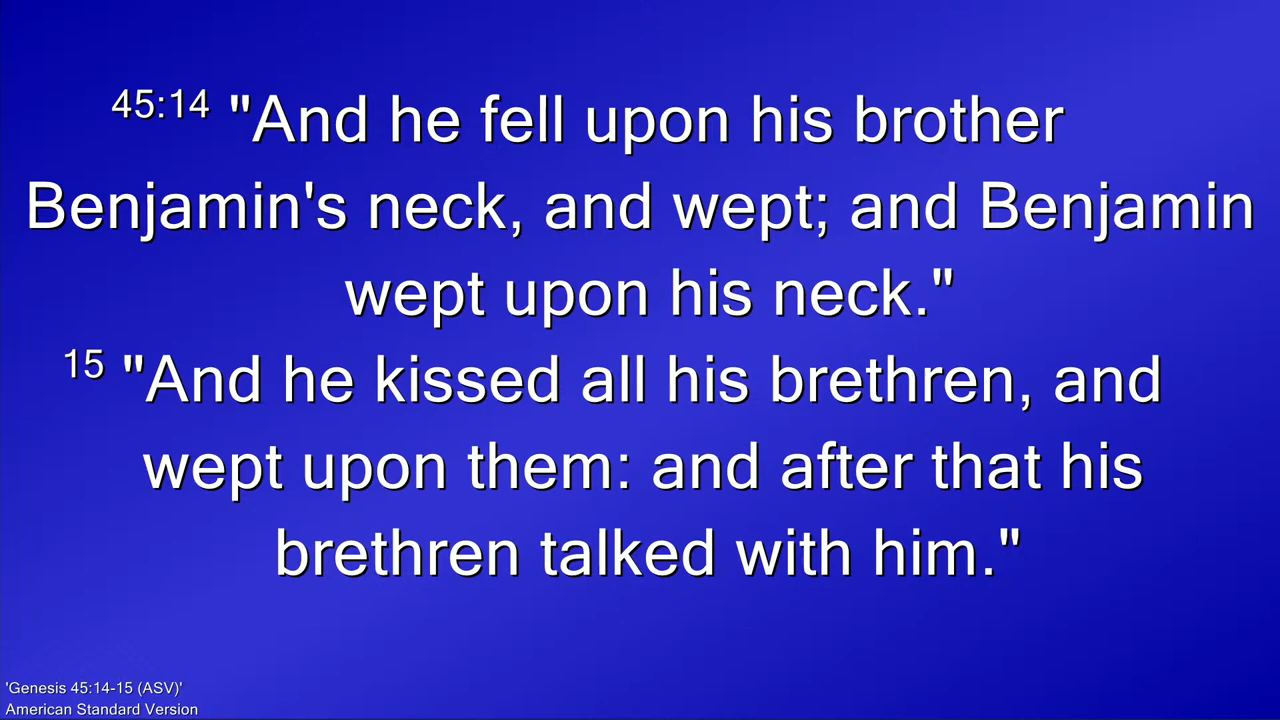 45:14 "And he fell upon his brother
Benjamin's neck, and wept; and Benjamin
wept upon his neck."
15 "And he kissed all his brethren, and
wept upon them: and after that his
brethren talked with him."
'Genesis 45:14-15 (ASV)'
American Standard Version